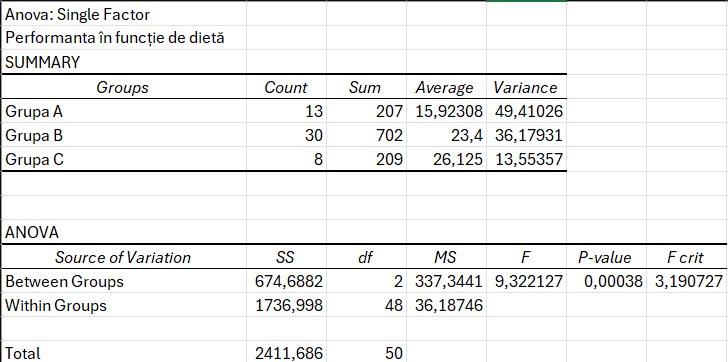 Anova: Single Factor
Performanta în funcție de dietă
SUMMARY
Groups Count Sum Average Variance
Grupa A 13 207 15,92308 49,41026
Grupa B 30 702 23,4 36,17931
Grupa C 8 209 26,125 13,55357
ANOVA
Source of Variation SS df MS F P-value F crit
Between Groups 674,6882 2 337,3441 9,322127 0,00038 3,190727
Within Groups 1736,998 48 36,18746
Total 2411,686 50